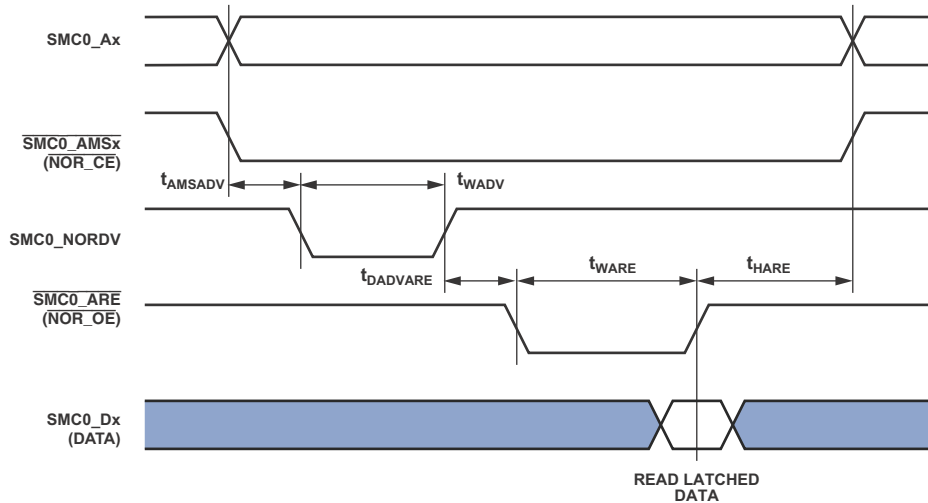 SMC0_Ax
SMC0_AMSx
(NOR_CE)
tAMSADV
tWADV
SMC0_NORDV
tDADVARE
tWARE
tHARE
SMC0_ARE
(NOR_OE)
SMC0_Dx
(DATA)
READ LATCHED
DATA